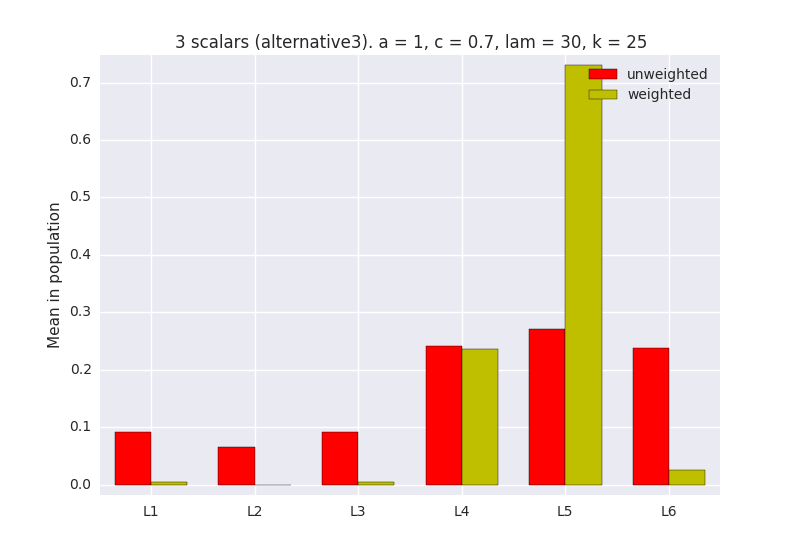 3 scalars (alternative3). a = 1, c = 0.7, lam = 30, k = 25
unweighted
weighted
Mean in population
0.7
0.6
0.5
0.4
0.3
0.2
0.1
0.0
L1 L2 L3 L4 L5 L6